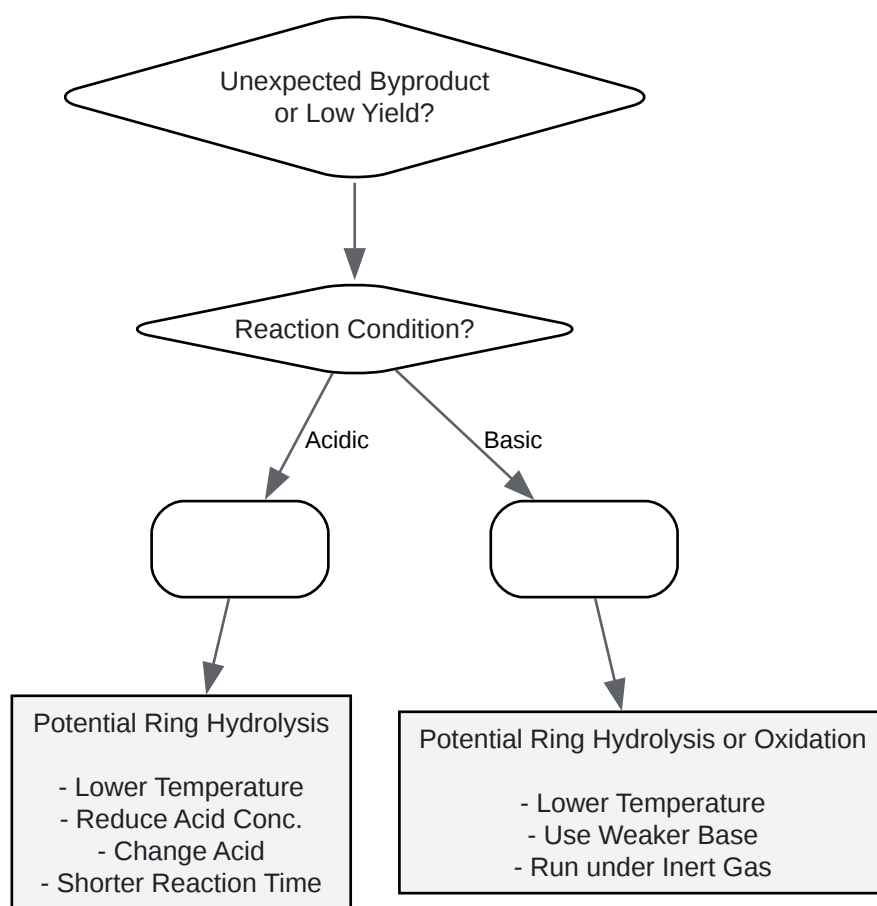 Unexpected Byproduct
or Low Yield?
Reaction Condition?
Acidic
Basic
Potential Ring Hydrolysis
- Lower Temperature
- Reduce Acid Conc.
- Change Acid
- Shorter Reaction Time
Potential Ring Hydrolysis or Oxidation
- Lower Temperature
- Use Weaker Base
- Run under Inert Gas